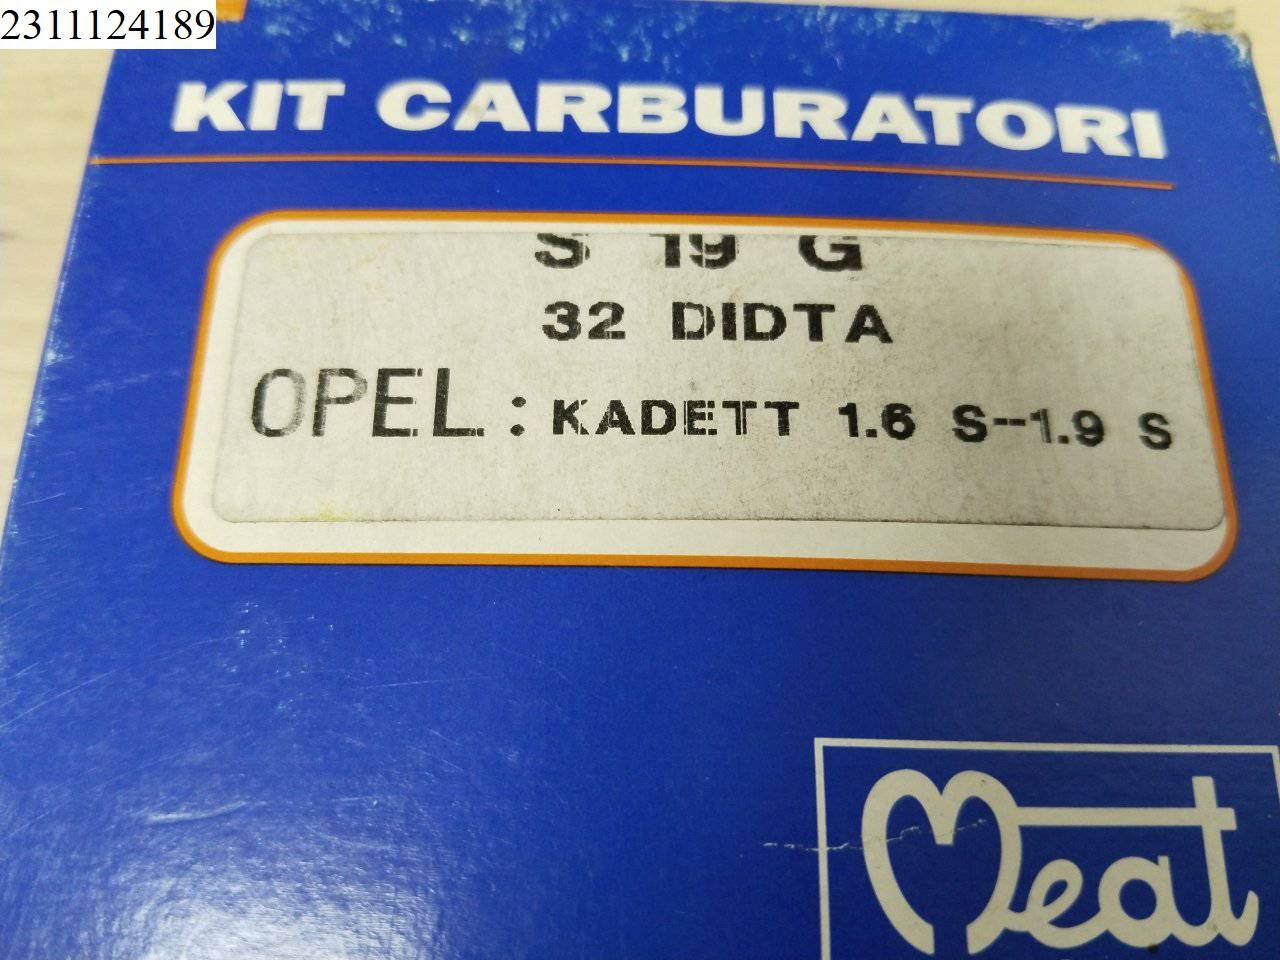 2311124189
KIT CARBURATORI
S 19 G
32 DIDTA
OPEL: KADETT 1.6 S--1.9 S
Meat